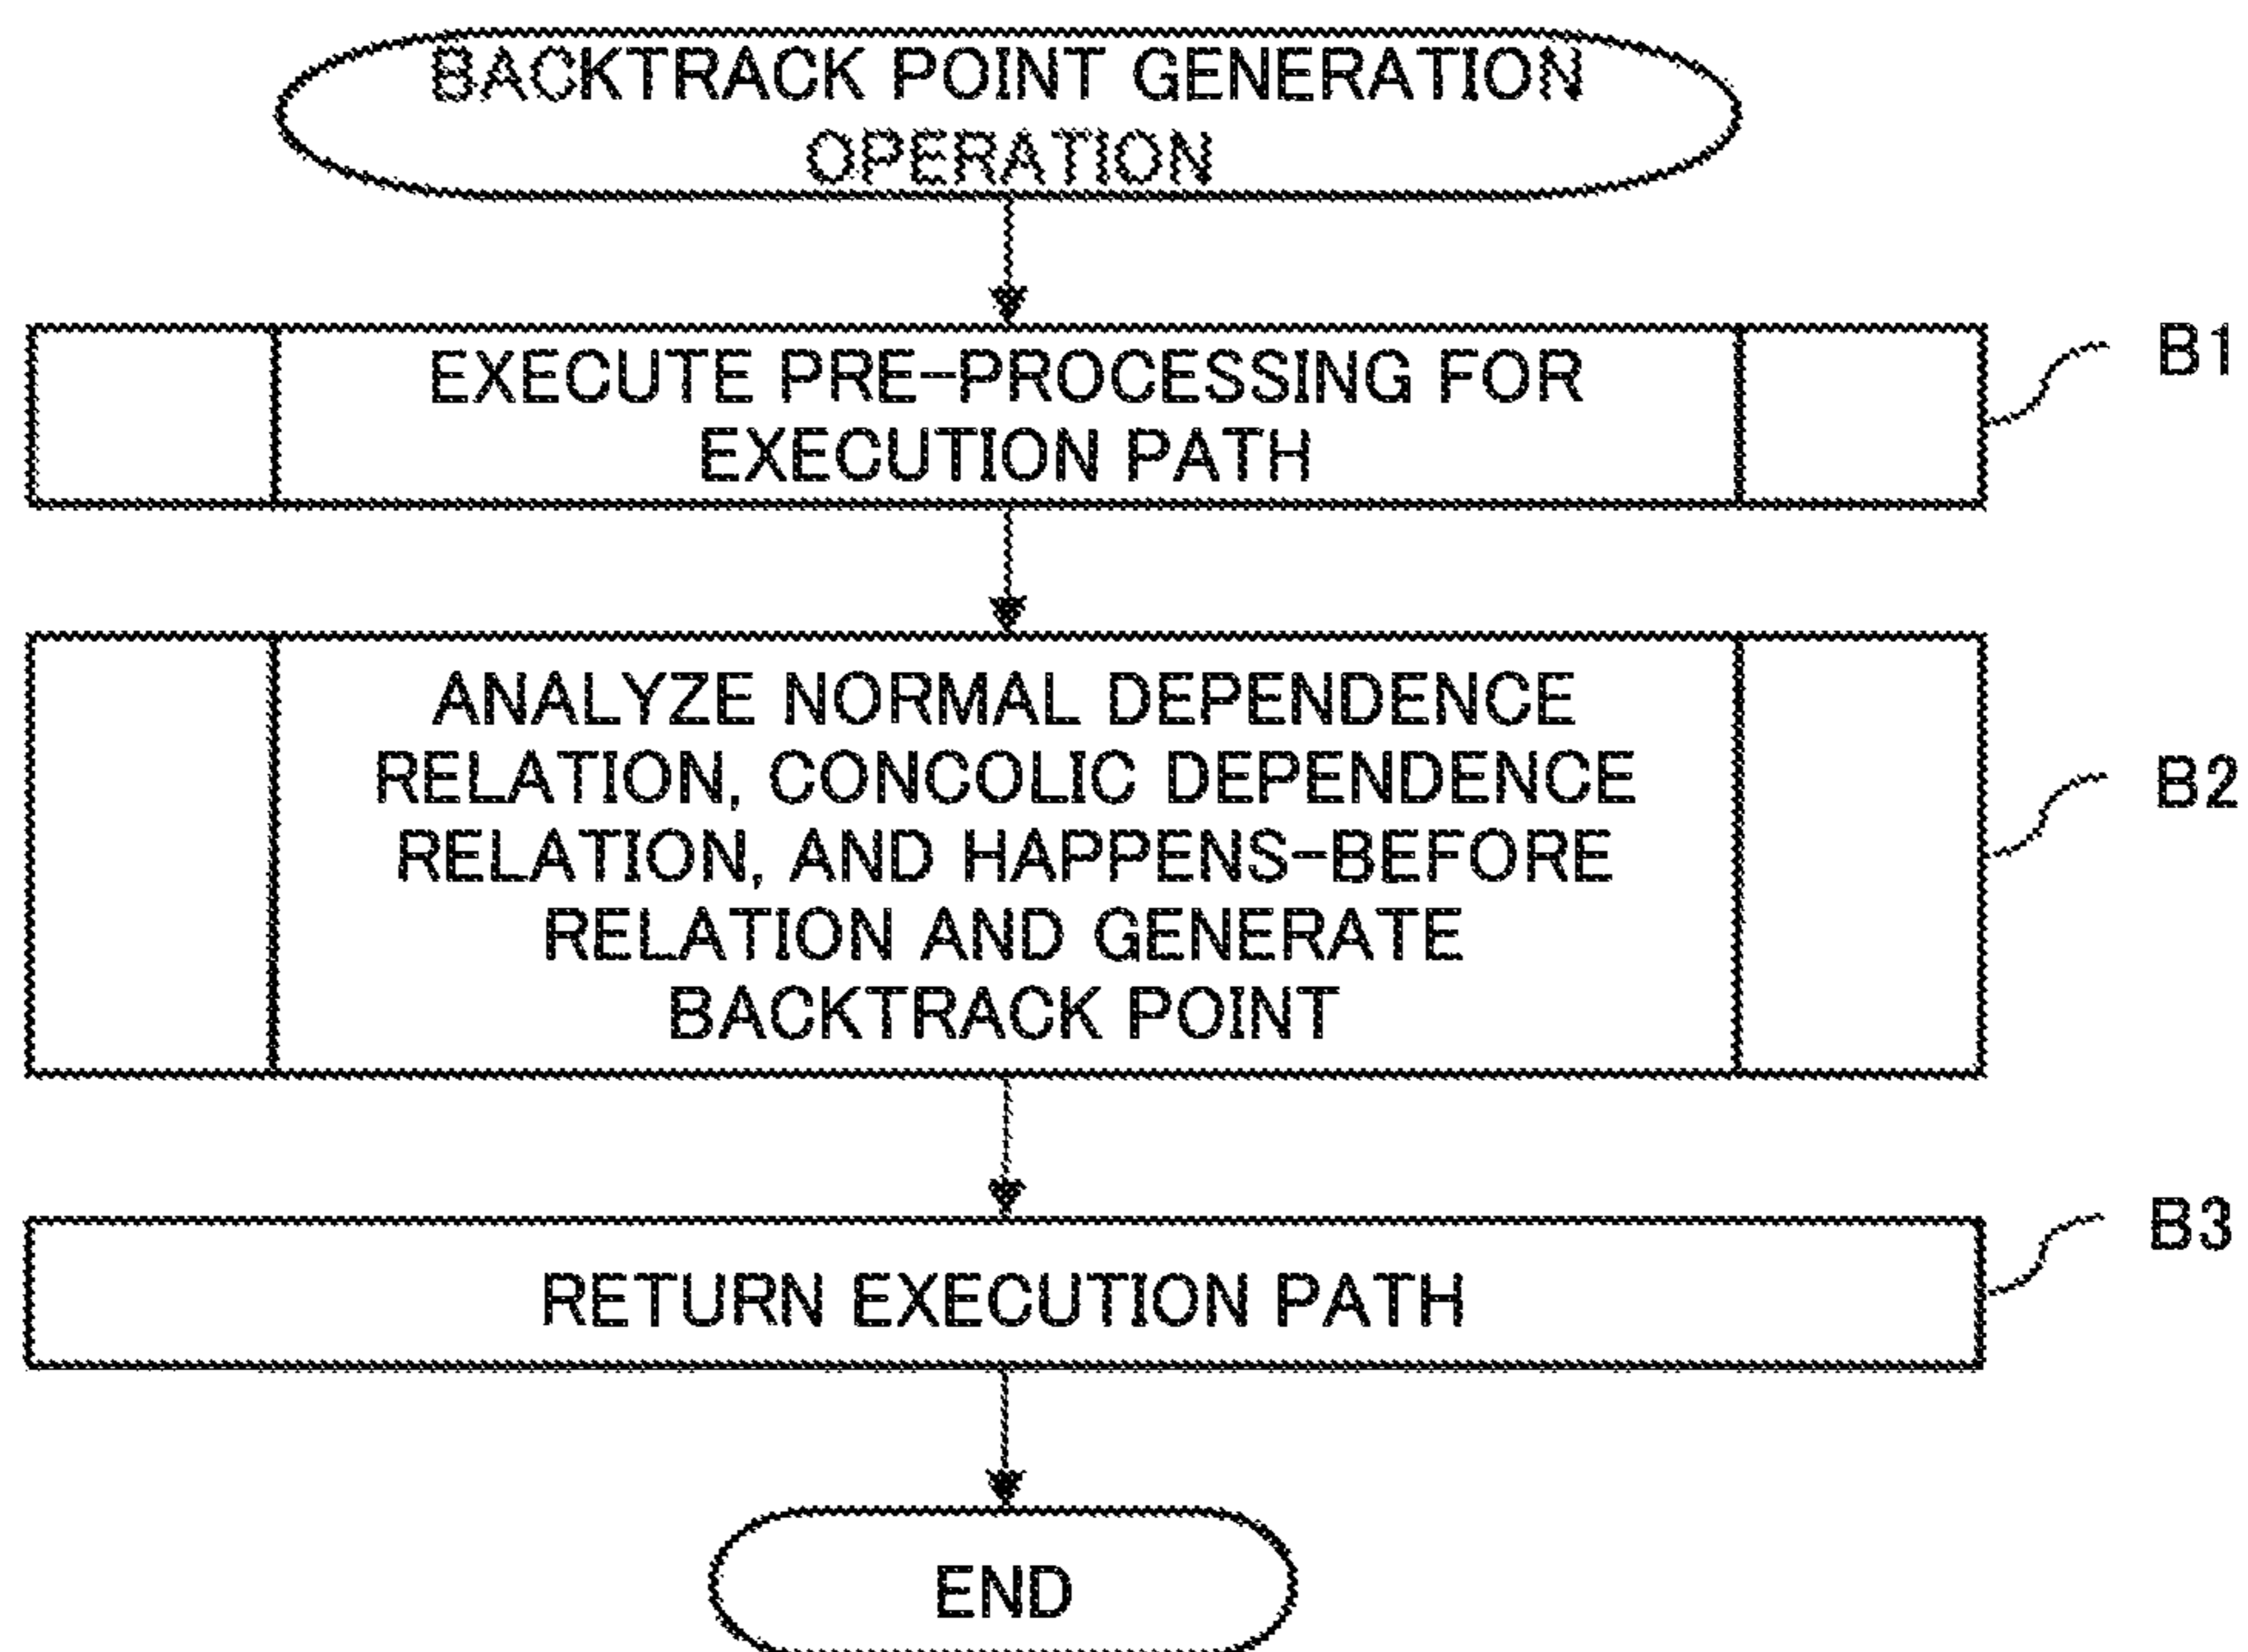 BACKTRACK POINT GENERATION
OPERATION
EXECUTE PRE-PROCESSING FOR
EXECUTION PATH
B1
ANALYZE NORMAL DEPENDENCE
RELATION, CONCOLIC DEPENDENCE
RELATION, AND HAPPENS-BEFORE
RELATION AND GENERATE
BACKTRACK POINT
B2
RETURN EXECUTION PATH
B3
END